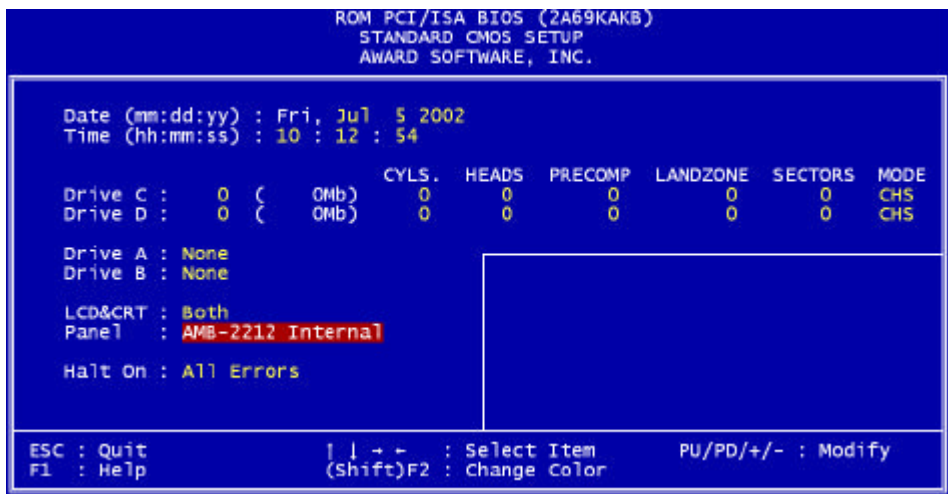 ROM PCI/ISA BIOS (2A69KAKB)
STANDARD CMOS SETUP
AWARD SOFTWARE, INC.
Date (mm:dd:yy) : Fri, Jul 5 2002
Time (hh:mm:ss) : 10 : 12 : 54
CYLS. HEADS PRECOMP LANDZONE SECTORS MODE
Drive C : 0 ( 0Mb) 0 0 0 0 0 CHS
Drive D : 0 ( 0Mb) 0 0 0 0 0 CHS
Drive A : None
Drive B : None
LCD&CRT : Both
Panel : AMB-2212 Internal
Halt On : All Errors
ESC : Quit ↑ ↓ → ← : Select Item PU/PD/+/- : Modify
F1 : Help (Shift)F2 : Change Color